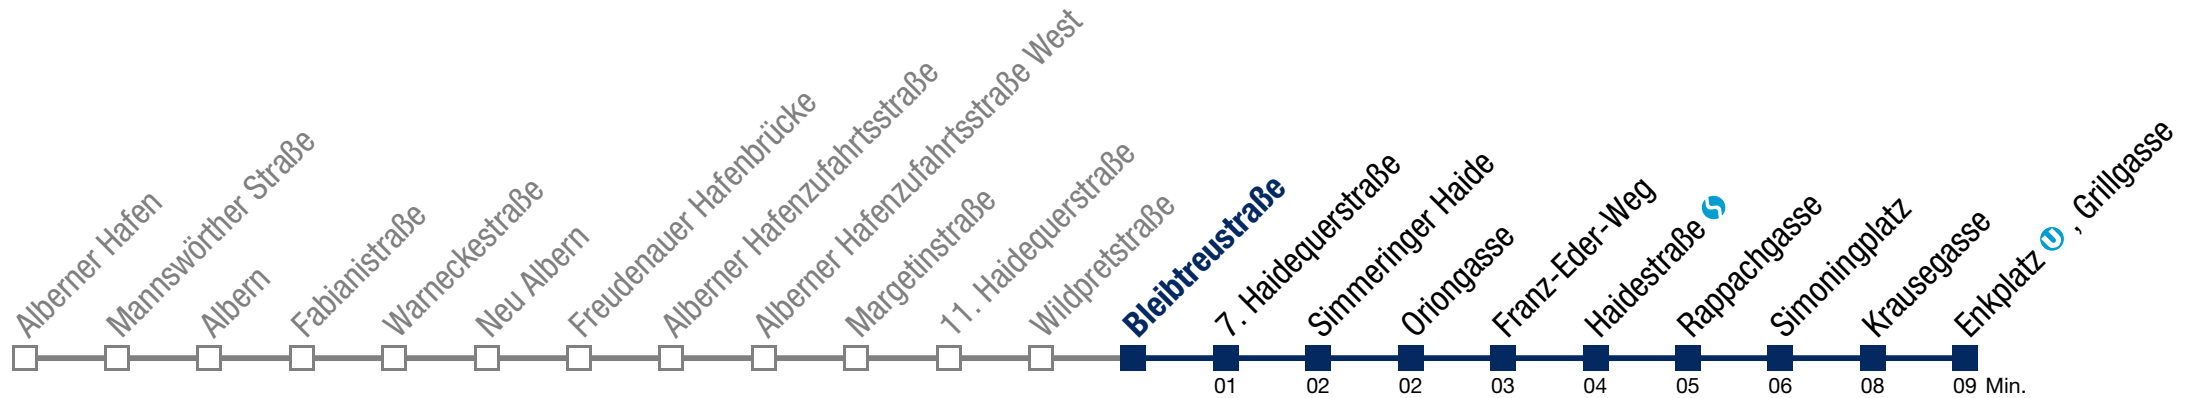 Alberner Hafen
Mannswörther Straße
Albern
Fabianistraße
Warneckestraße
Neu Albern
Freudenauer Hafenbrücke
Alberner Hafenzufahrtsstraße
Alberner Hafenzufahrtsstraße West
Margetinstraße
11. Haidequerstraße
Wildpretstraße
Bleibtreustraße
7. Haidequerstraße
Simmeringer Haide
Oriongasse
Franz-Eder-Weg
Haidestraße S
Rappachgasse
Simoningplatz
Krausegasse
Enkplatz U , Grillgasse
01 02 02 03 04 05 06 08 09 Min.